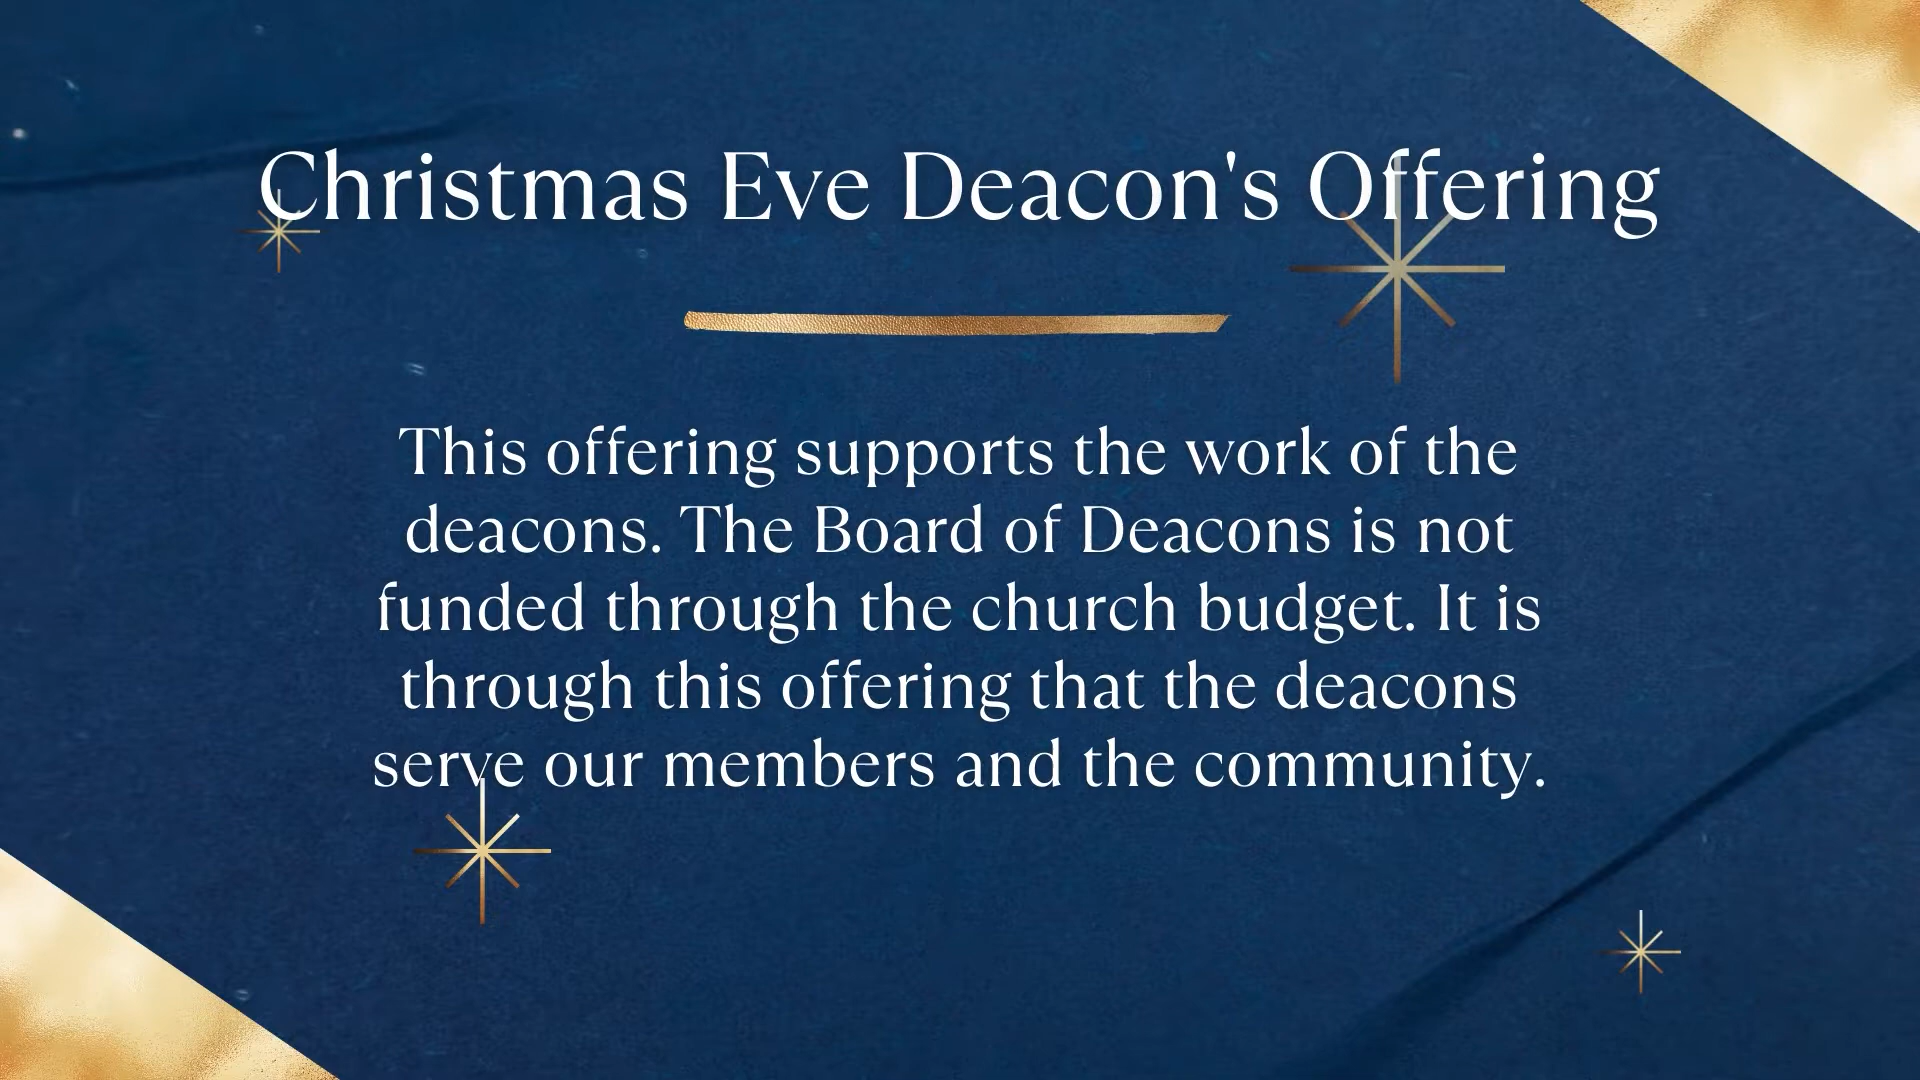 Christmas Eve Deacon's Offering
This offering supports the work of the
deacons. The Board of Deacons is not
funded through the church budget. It is
through this offering that the deacons
serve our members and the community.